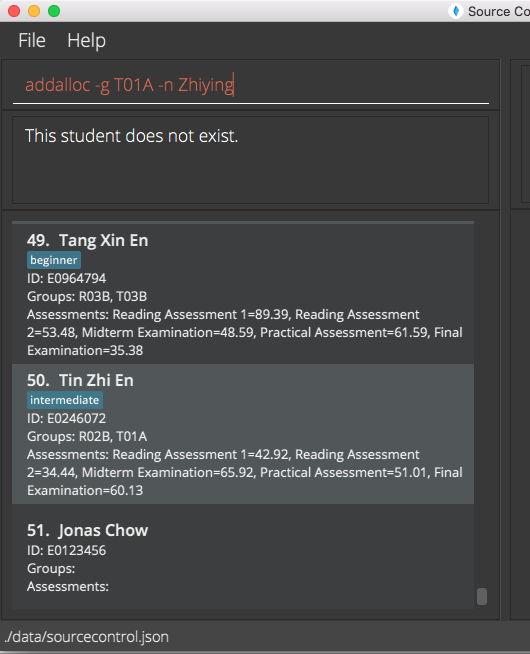 Source Co
File Help
addalloc -g T01A -n Zhiying
This student does not exist.
49. Tang Xin En
beginner
ID: E0964794
Groups: R03B, T03B
Assessments: Reading Assessment 1=89.39, Reading Assessment
2=53.48, Midterm Examination=48.59, Practical Assessment=61.59, Final
Examination=35.38
50. Tin Zhi En
intermediate
ID: E0246072
Groups: R02B, T01A
Assessments: Reading Assessment 1=42.92, Reading Assessment
2=34.44, Midterm Examination=65.92, Practical Assessment=51.01, Final
Examination=60.13
51. Jonas Chow
ID: E0123456
Groups:
Assessments:
./data/sourcecontrol.json